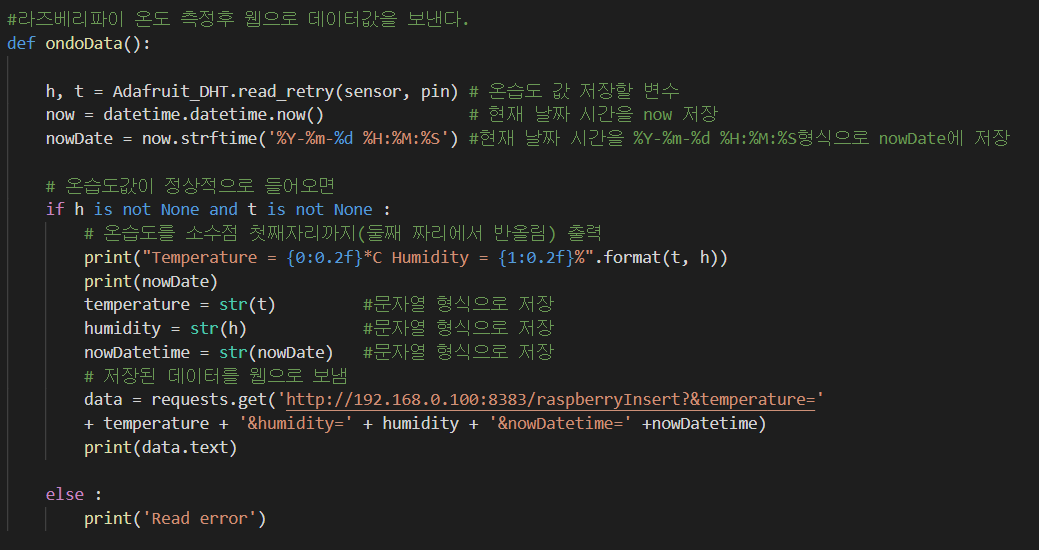 #라즈베리파이 온도 측정후 웹으로 데이터값을 보낸다.
def ondoData():
h, t = Adafruit_DHT.read_retry(sensor, pin) # 온습도 값 저장할 변수
now = datetime.datetime.now() # 현재 날짜 시간을 now 저장
nowDate = now.strftime('%Y-%m-%d %H:%M:%S') #현재 날짜 시간을 %Y-%m-%d %H:%M:%S형식으로 nowDate에 저장
# 온습도값이 정상적으로 들어오면
if h is not None and t is not None :
# 온습도를 소수점 첫째자리까지(둘째 짜리에서 반올림) 출력
print("Temperature = {0:0.2f}*C Humidity = {1:0.2f}%".format(t, h))
print(nowDate)
temperature = str(t) #문자열 형식으로 저장
humidity = str(h) #문자열 형식으로 저장
nowDatetime = str(nowDate) #문자열 형식으로 저장
# 저장된 데이터를 웹으로 보냄
data = requests.get('http://192.168.0.100:8383/raspberryInsert?&temperature='
+ temperature + '&humidity=' + humidity + '&nowDatetime=' +nowDatetime)
print(data.text)
else :
print('Read error')